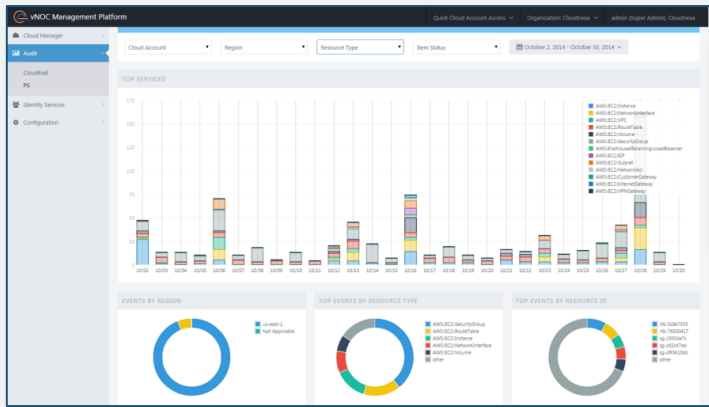 vNOC Management Platform
Quick Cloud Account Access
Organization: Cloudnesa
admin (Super Admin), Cloudnesa
Cloud Manager
Audit
Cloudtrail
PS
Identity Services
Configuration
Cloud Account
Region
Resource Type
Item Status
October 2, 2014 - October 30, 2014
TOP SERVICES
175
150
125
100
75
50
25
0
AWS::EC2::Instance
AWS::EC2::NetworkInterface
AWS::EC2::VPC
AWS::EC2::RouteTable
AWS::EC2::Volume
AWS::EC2::SecurityGroup
AWS::ElasticLoadBalancing::LoadBalancer
AWS::EC2::EIP
AWS::EC2::Subnet
AWS::EC2::NetworkAcl
AWS::EC2::CustomerGateway
AWS::EC2::InternetGateway
AWS::EC2::VPNGateway
10/02 10/03 10/04 10/05 10/06 10/07 10/08 10/09 10/10 10/11 10/12 10/13 10/14 10/15 10/16 10/17 10/18 10/19 10/20 10/21 10/22 10/23 10/24 10/25 10/26 10/27 10/28 10/29 10/30
EVENTS BY REGION
us-east-1
Not Applicable
TOP EVENTS BY RESOURCE TYPE
AWS::EC2::SecurityGroup
AWS::EC2::RouteTable
AWS::EC2::Instance
AWS::EC2::NetworkInterface
AWS::EC2::Volume
other
TOP EVENTS BY RESOURCE ID
other